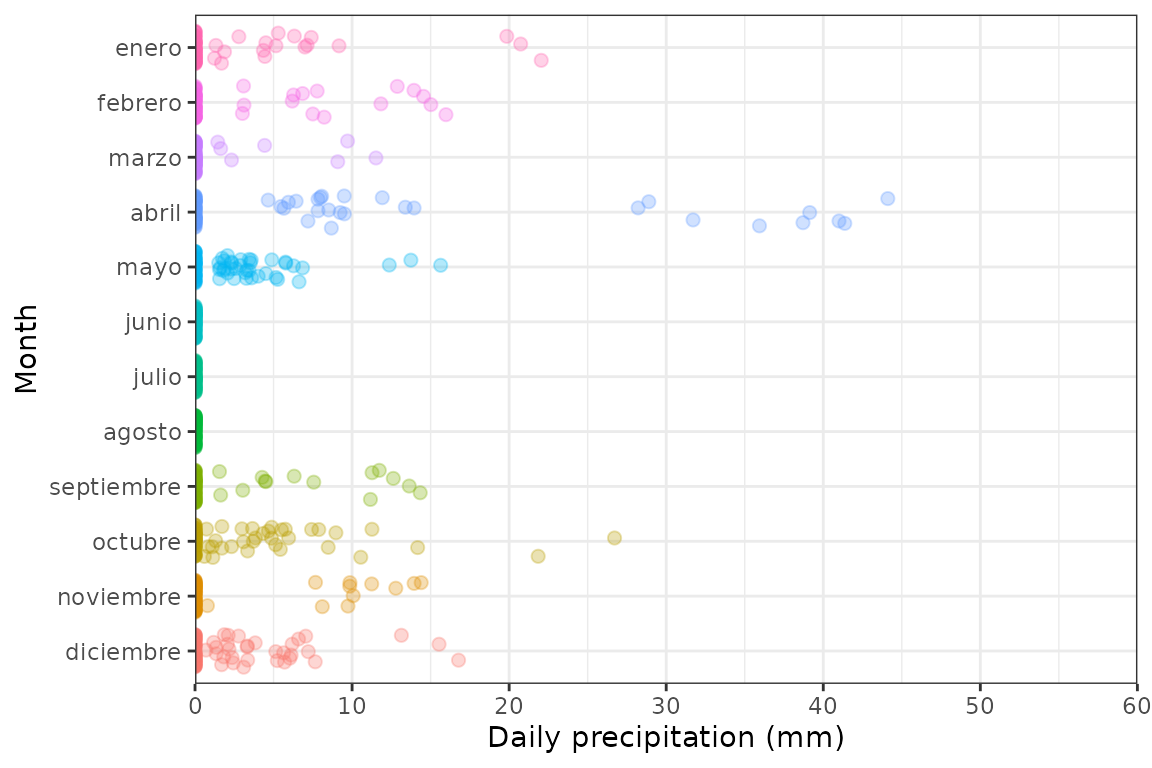 enero
febrero
marzo
abril
mayo
junio
julio
agosto
septiembre
octubre
noviembre
diciembre
Month
0 10 20 30 40 50 60
Daily precipitation (mm)